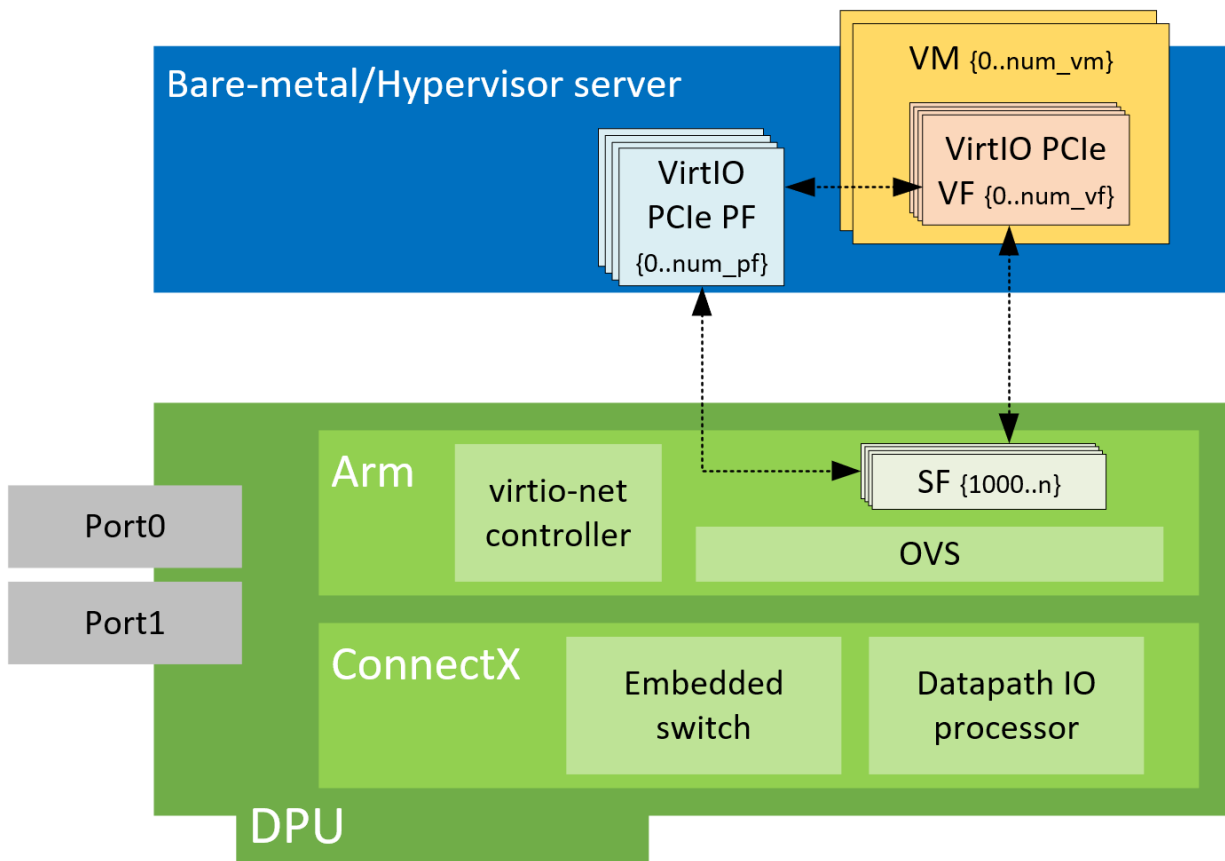 VM {0..num_vm}
Bare-metal/Hypervisor server
VirtIO PCIe
VF {0..num_vf}
VirtIO
PCIe PF
{0..num_pf}
Arm
virtio-net
controller
SF {1000..n}
OVS
Port0
Port1
ConnectX
Embedded
switch
Datapath IO
processor
DPU